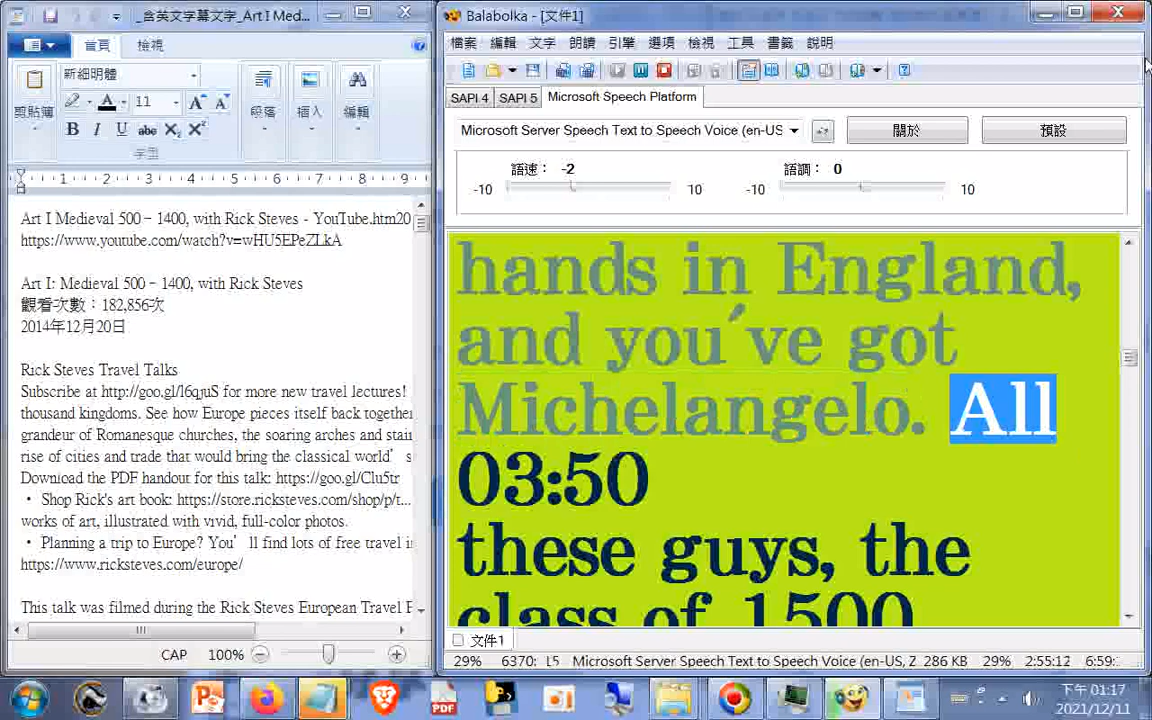 _含英文字幕文字_Art I Med...
首頁
檢視
剪貼簿
新細明體
11
B I U abe X₂ X²
字型
段落
插入
編輯
1 2 3 4 5 6 7 8 9
Art I Medieval 500–1400, with Rick Steves - YouTube.htm20
https://www.youtube.com/watch?v=wHU5EPeZLkA
Art I: Medieval 500–1400, with Rick Steves
觀看次數：182,856次
2014年12月20日
Rick Steves Travel Talks
Subscribe at http://goo.gl/l6qjuS for more new travel lectures!
thousand kingdoms. See how Europe pieces itself back together
grandeur of Romanesque churches, the soaring arches and stain
rise of cities and trade that would bring the classical world's
Download the PDF handout for this talk: https://goo.gl/Clu5tr
• Shop Rick's art book: https://store.ricksteves.com/shop/p/t...
works of art, illustrated with vivid, full-color photos.
• Planning a trip to Europe? You'll find lots of free travel in
https://www.ricksteves.com/europe/
This talk was filmed during the Rick Steves European Travel F
CAP 100%
Balabolka - [文件1]
檔案 編輯 文字 朗讀 引擎 選項 檢視 工具 書籤 說明
SAPI 4 SAPI 5 Microsoft Speech Platform
Microsoft Server Speech Text to Speech Voice (en-US
關於
預設
語速： -2
語調： 0
-10 10 -10 10
hands in England,
and you've got
Michelangelo. All
03:50
these guys, the
class of 1500
文件1
29% 6370: 15 Microsoft Server Speech Text to Speech Voice (en-US, Z 286 KB 29% 2:55:12 6:59:
下午 01:17
2021/12/11